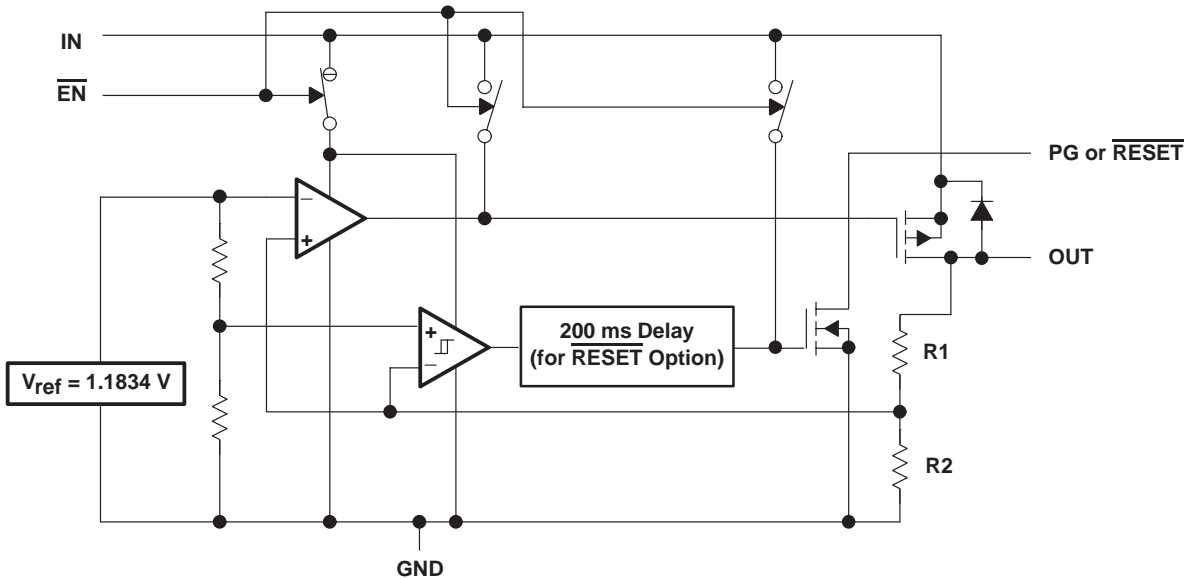 IN
EN
PG or RESET
OUT
−
+
+
−
200 ms Delay
(for RESET Option)
R1
Vref = 1.1834 V
R2
GND